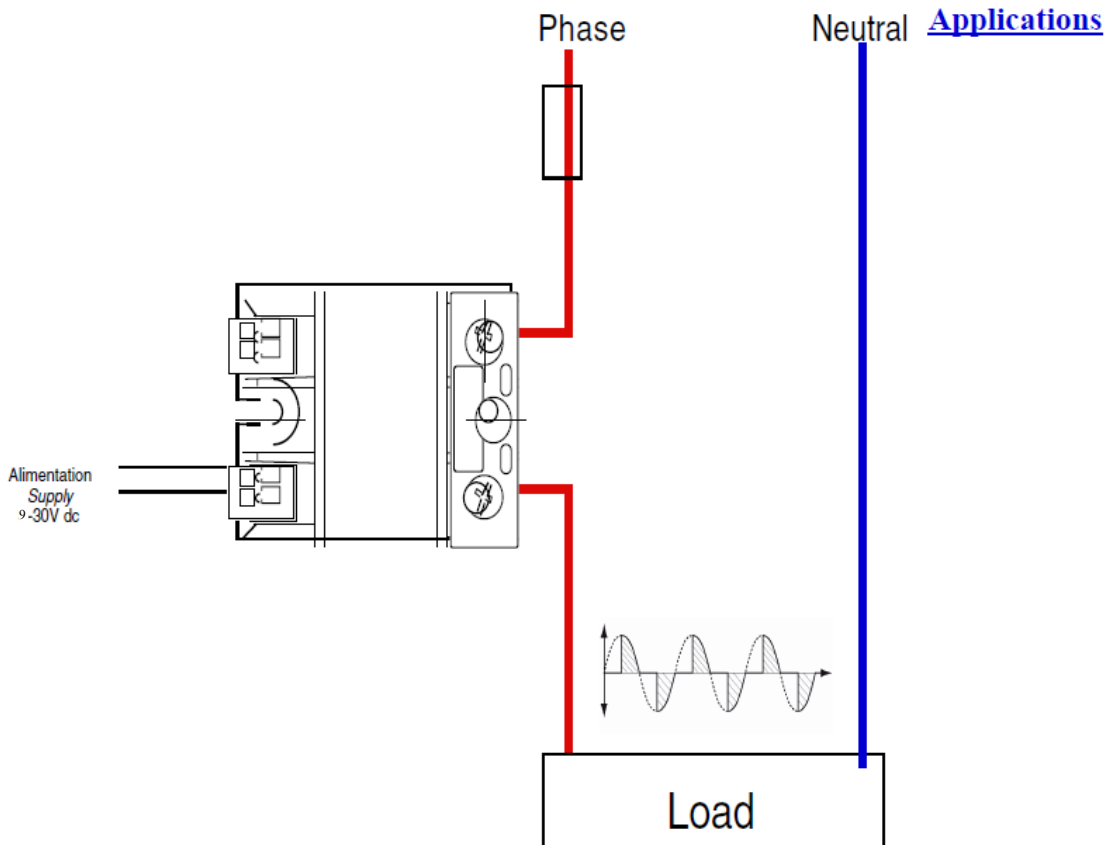 Phase
Neutral
Applications
Alimentation
Supply
9-30V dc
Load